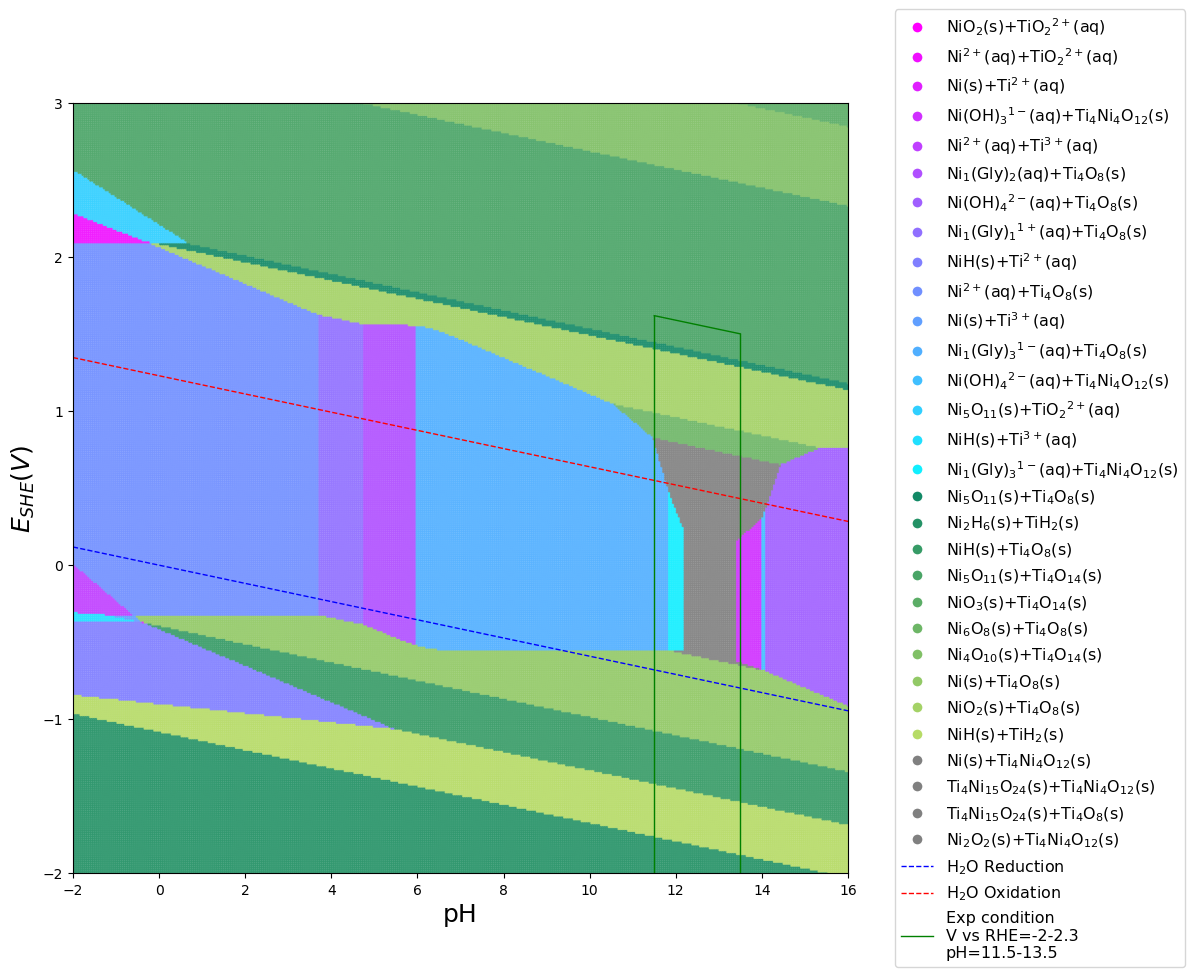 3
2
1
0
−1
−2
−2
0
2
4
6
8
10
12
14
16
E_{SHE}(V)
pH
NiO₂(s)+TiO₂²⁺(aq)
Ni²⁺(aq)+TiO₂²⁺(aq)
Ni(s)+Ti²⁺(aq)
Ni(OH)₃¹⁻(aq)+Ti₄Ni₄O₁₂(s)
Ni²⁺(aq)+Ti³⁺(aq)
Ni₁(Gly)₂(aq)+Ti₄O₈(s)
Ni(OH)₄²⁻(aq)+Ti₄O₈(s)
Ni₁(Gly)₁¹⁺(aq)+Ti₄O₈(s)
NiH(s)+Ti²⁺(aq)
Ni²⁺(aq)+Ti₄O₈(s)
Ni(s)+Ti³⁺(aq)
Ni₁(Gly)₃¹⁻(aq)+Ti₄O₈(s)
Ni(OH)₄²⁻(aq)+Ti₄Ni₄O₁₂(s)
Ni₅O₁₁(s)+TiO₂²⁺(aq)
NiH(s)+Ti³⁺(aq)
Ni₁(Gly)₃¹⁻(aq)+Ti₄Ni₄O₁₂(s)
Ni₅O₁₁(s)+Ti₄O₈(s)
Ni₂H₆(s)+TiH₂(s)
NiH(s)+Ti₄O₈(s)
Ni₅O₁₁(s)+Ti₄O₁₄(s)
NiO₃(s)+Ti₄O₁₄(s)
Ni₆O₈(s)+Ti₄O₈(s)
Ni₄O₁₀(s)+Ti₄O₁₄(s)
Ni(s)+Ti₄O₈(s)
NiO₂(s)+Ti₄O₈(s)
NiH(s)+TiH₂(s)
Ni(s)+Ti₄Ni₄O₁₂(s)
Ti₄Ni₁₅O₂₄(s)+Ti₄Ni₄O₁₂(s)
Ti₄Ni₁₅O₂₄(s)+Ti₄O₈(s)
Ni₂O₂(s)+Ti₄Ni₄O₁₂(s)
H₂O Reduction
H₂O Oxidation
Exp condition
V vs RHE=-2-2.3
pH=11.5-13.5